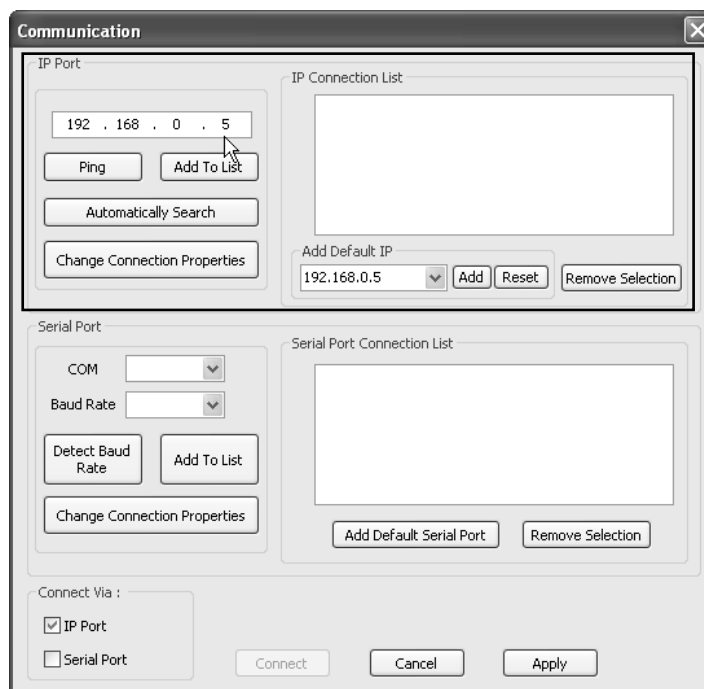 Communication
IP Port
192 . 168 . 0 . 5
Ping
Add To List
Automatically Search
Change Connection Properties
IP Connection List
Add Default IP
192.168.0.5
Add
Reset
Remove Selection
Serial Port
COM
Baud Rate
Detect Baud
Rate
Add To List
Change Connection Properties
Serial Port Connection List
Add Default Serial Port
Remove Selection
Connect Via :
IP Port
Serial Port
Connect
Cancel
Apply